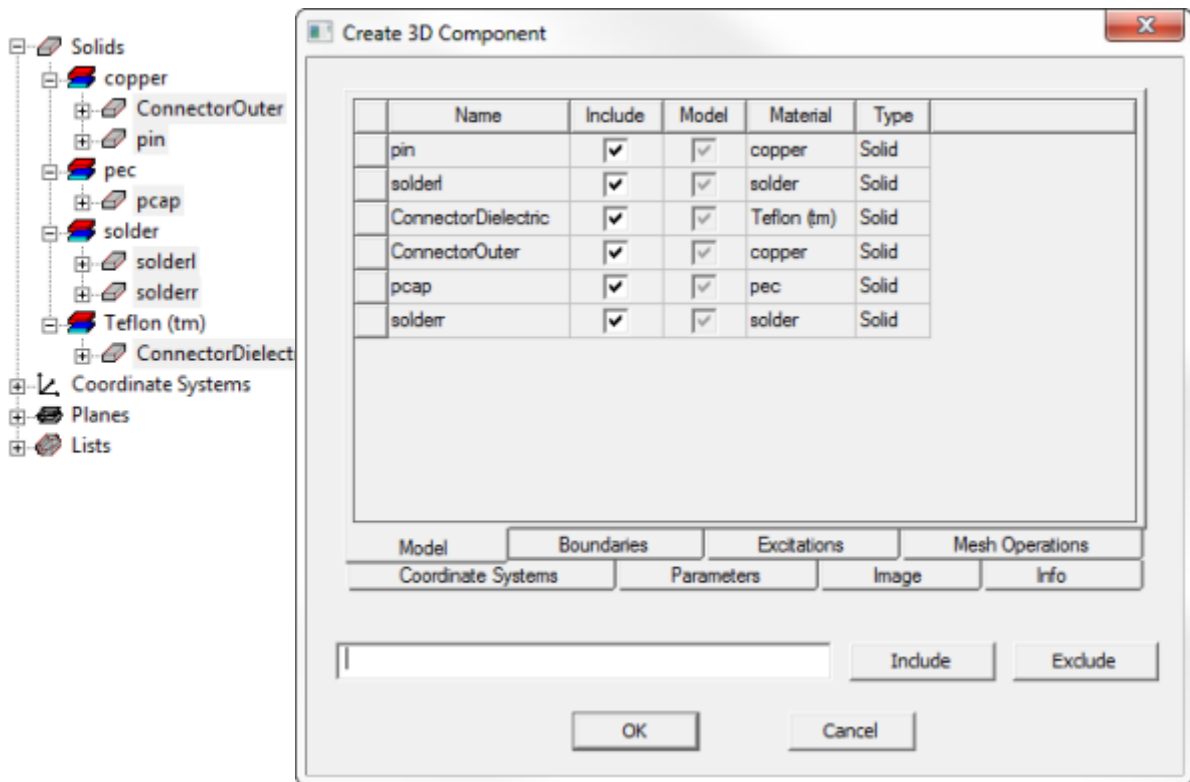 Solids
copper
ConnectorOuter
pin
pec
pcap
solder
solderl
solderr
Teflon (tm)
ConnectorDielect
Coordinate Systems
Planes
Lists
Create 3D Component
Name Include Model Material Type
pin copper Solid
solderl solder Solid
ConnectorDielectric Teflon (tm) Solid
ConnectorOuter copper Solid
pcap pec Solid
solderr solder Solid
Model Boundaries Excitations Mesh Operations
Coordinate Systems Parameters Image Info
Include Exclude
OK Cancel